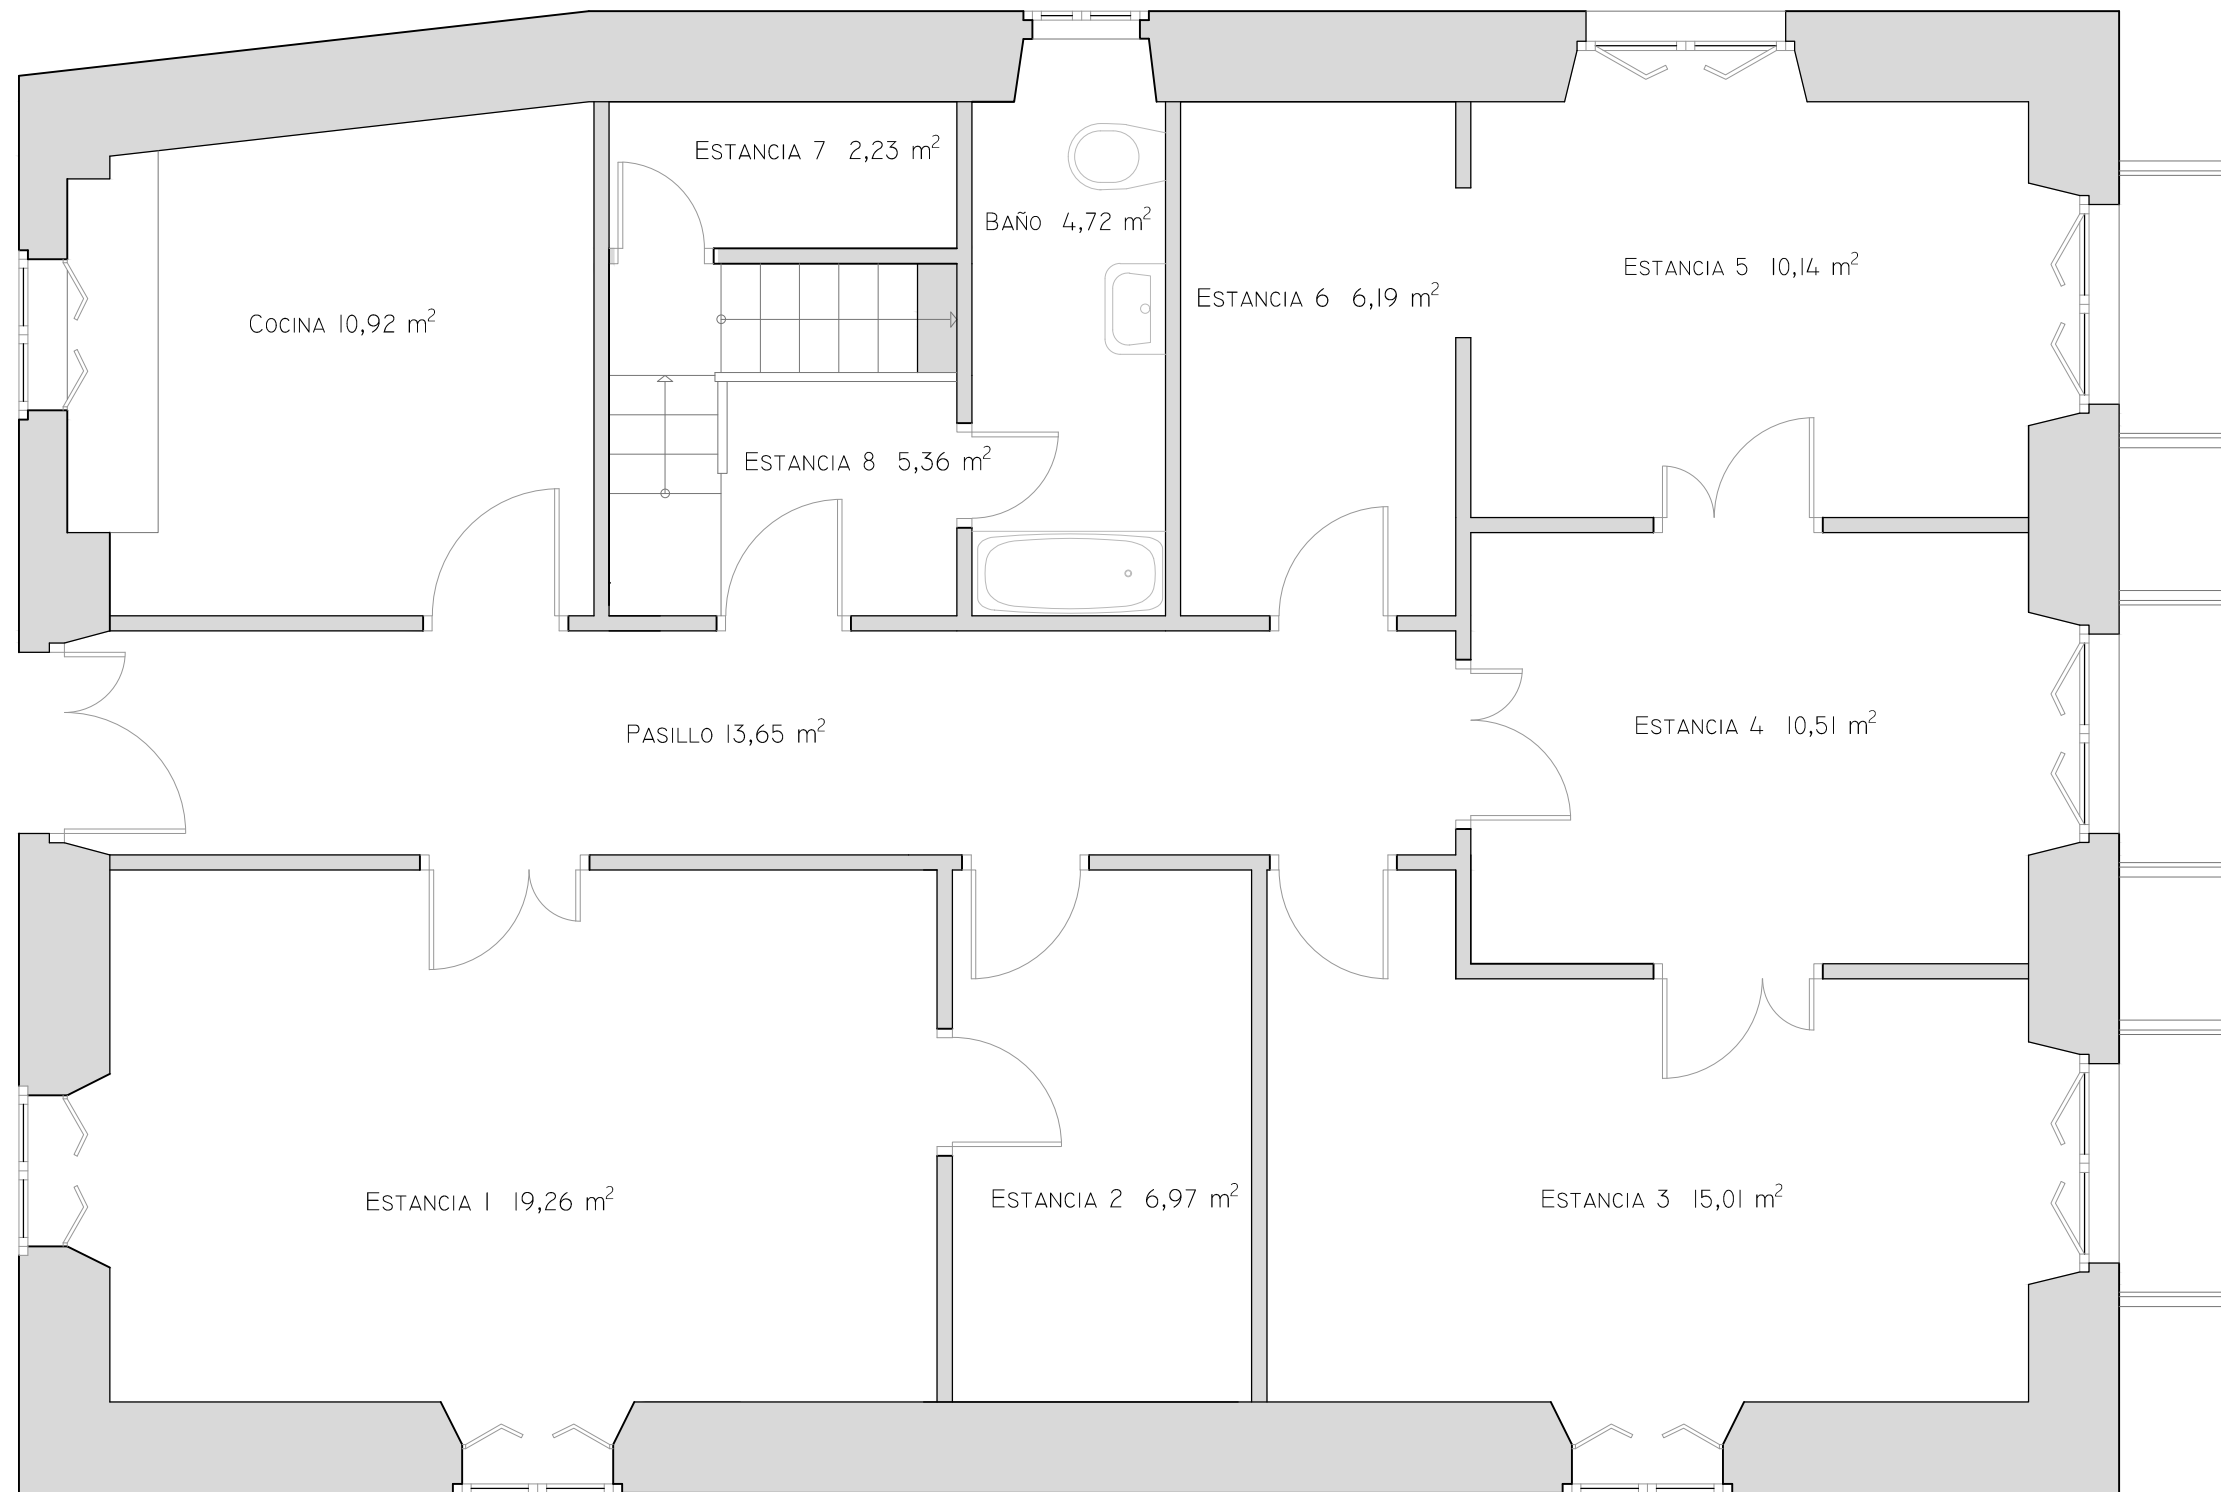 Estancia 7 2,23 m²
Baño 4,72 m²
Estancia 5 10,14 m²
Estancia 6 6,19 m²
Cocina 10,92 m²
Estancia 8 5,36 m²
Pasillo 13,65 m²
Estancia 4 10,51 m²
Estancia 1 19,26 m²
Estancia 2 6,97 m²
Estancia 3 15,01 m²